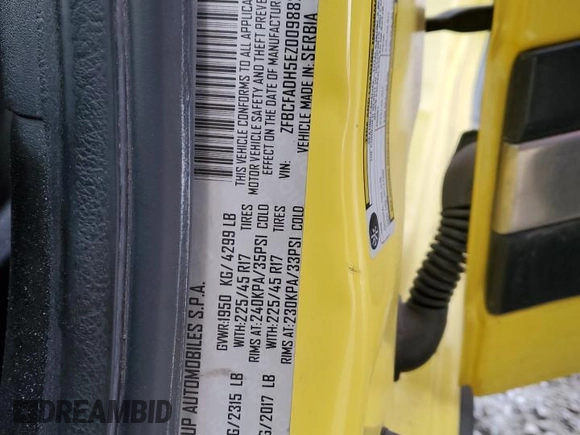 UP AUTOMOBILES S.P.A.
GVWR:1950 KG/ 4299 LB
G/2315 LB WITH:225/45 R17 TIRES
RIMS AT:240KPA/35PSI COLD
G/2017 LB WITH:225/45 R17 TIRES
RIMS AT:230KPA/33PSI COLD
THIS VEHICLE CONFORMS TO ALL APPLICA
MOTOR VEHICLE SAFETY AND THEFT PREVE
EFFECT ON THE DATE OF MANUFACTUR
VIN: ZFBCFADH5EZ00988
VEHICLE MADE IN: SERBIA
DREAMBID